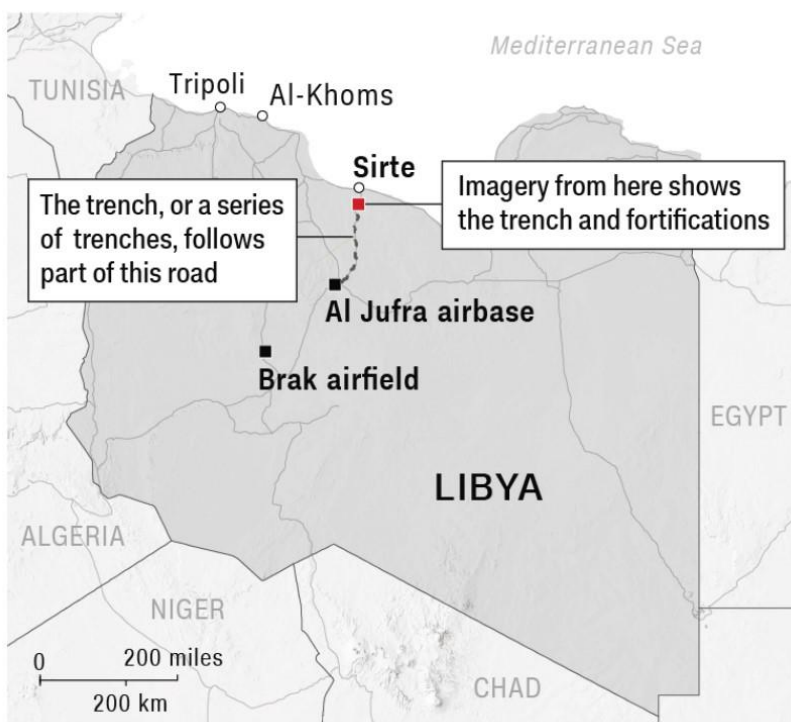 Mediterranean Sea
TUNISIA
Tripoli
Al-Khoms
Sirte
The trench, or a series
of trenches, follows
part of this road
Imagery from here shows
the trench and fortifications
Al Jufra airbase
Brak airfield
EGYPT
LIBYA
ALGERIA
NIGER
CHAD
0 200 miles
200 km